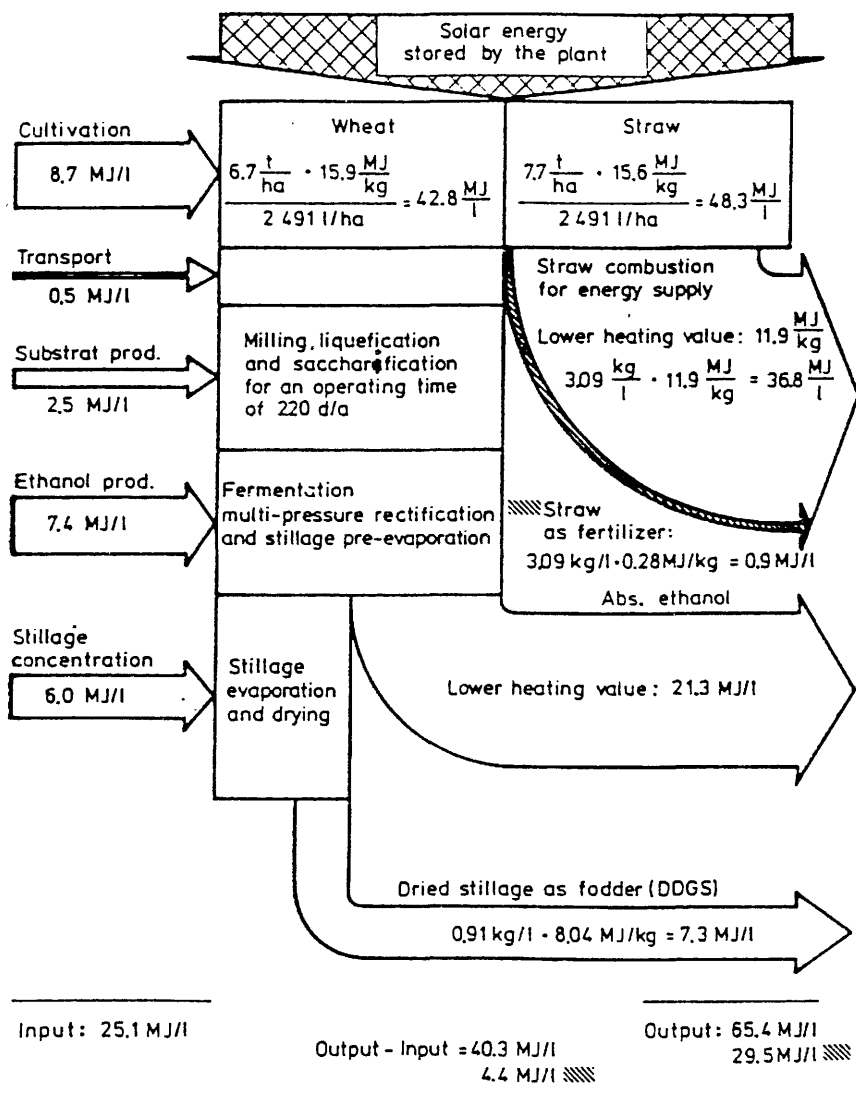 Solar energy
stored by the plant
Cultivation
8,7 MJ/l
Wheat
6.7 t/ha · 15.9 MJ/kg
2 491 l/ha
= 42.8 MJ/l
Straw
7.7 t/ha · 15.6 MJ/kg
2 491 l/ha
= 48,3 MJ/l
Transport
0,5 MJ/l
Straw combustion
for energy supply
Lower heating value: 11.9 MJ/kg
3,09 kg/l · 11.9 MJ/kg = 36.8 MJ/l
Substrat prod.
2,5 MJ/l
Milling, liquefication
and saccharification
for an operating time
of 220 d/a
Ethanol prod.
7.4 MJ/l
Fermentation
multi-pressure rectification
and stillage pre-evaporation
Straw
as fertilizer:
3,09 kg/l · 0.28MJ/kg = 0.9 MJ/l
Abs. ethanol
Lower heating value: 21.3 MJ/l
Stillage
concentration
6,0 MJ/l
Stillage
evaporation
and drying
Dried stillage as fodder (DDGS)
0,91 kg/l · 8,04 MJ/kg = 7.3 MJ/l
Input: 25.1 MJ/l
Output - Input = 40.3 MJ/l
4.4 MJ/l
Output: 65.4 MJ/l
29.5 MJ/l